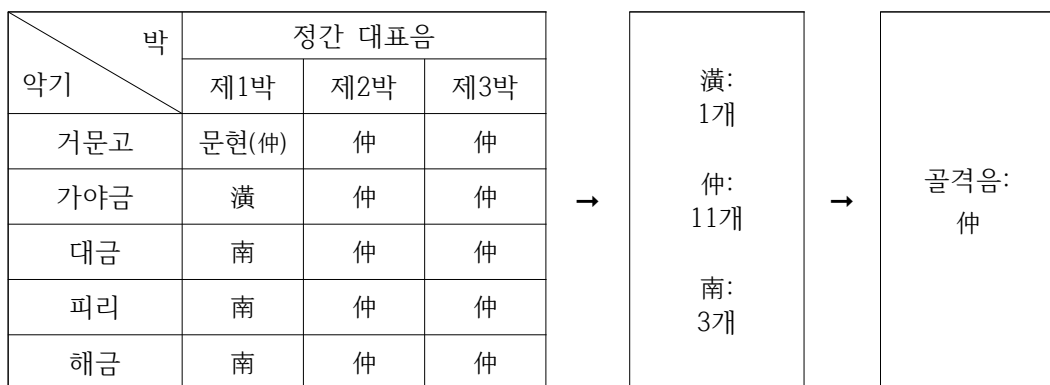 박
정간 대표음
악기
제1박 제2박 제3박
거문고 문현(仲) 仲 仲
가야금 潢 仲 仲
대금 南 仲 仲
피리 南 仲 仲
해금 南 仲 仲
➞
潢:
1개
仲:
11개
南:
3개
➞
골격음:
仲